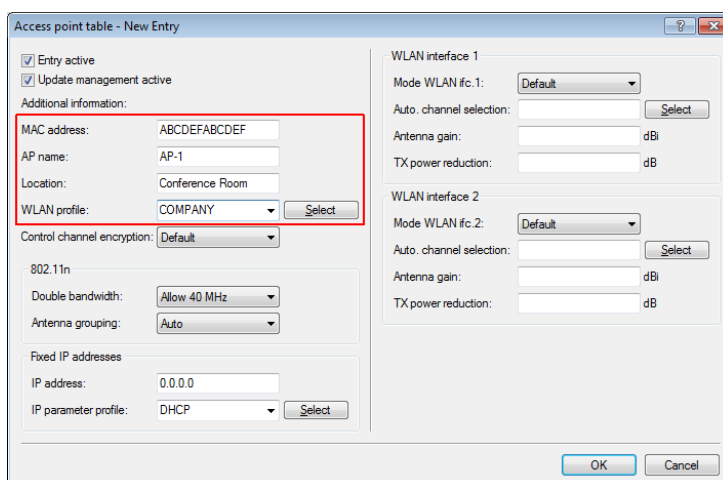 Access point table - New Entry
Entry active
Update management active
Additional information:
MAC address: ABCDEFABCDEF
AP name: AP-1
Location: Conference Room
WLAN profile: COMPANY Select
Control channel encryption: Default
802.11n
Double bandwidth: Allow 40 MHz
Antenna grouping: Auto
Fixed IP addresses
IP address: 0.0.0.0
IP parameter profile: DHCP Select
WLAN interface 1
Mode WLAN ifc.1: Default
Auto. channel selection: Select
Antenna gain: dBi
TX power reduction: dB
WLAN interface 2
Mode WLAN ifc.2: Default
Auto. channel selection: Select
Antenna gain: dBi
TX power reduction: dB
OK Cancel